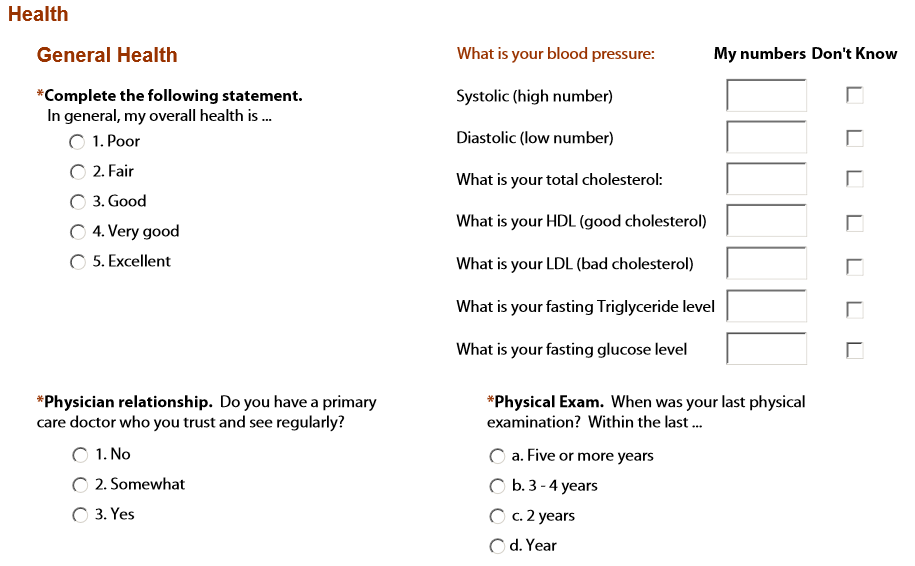 Health
General Health
*Complete the following statement.
In general, my overall health is ...
1. Poor
2. Fair
3. Good
4. Very good
5. Excellent
What is your blood pressure: My numbers Don't Know
Systolic (high number)
Diastolic (low number)
What is your total cholesterol:
What is your HDL (good cholesterol)
What is your LDL (bad cholesterol)
What is your fasting Triglyceride level
What is your fasting glucose level
*Physician relationship. Do you have a primary
care doctor who you trust and see regularly?
1. No
2. Somewhat
3. Yes
*Physical Exam. When was your last physical
examination? Within the last ...
a. Five or more years
b. 3 - 4 years
c. 2 years
d. Year